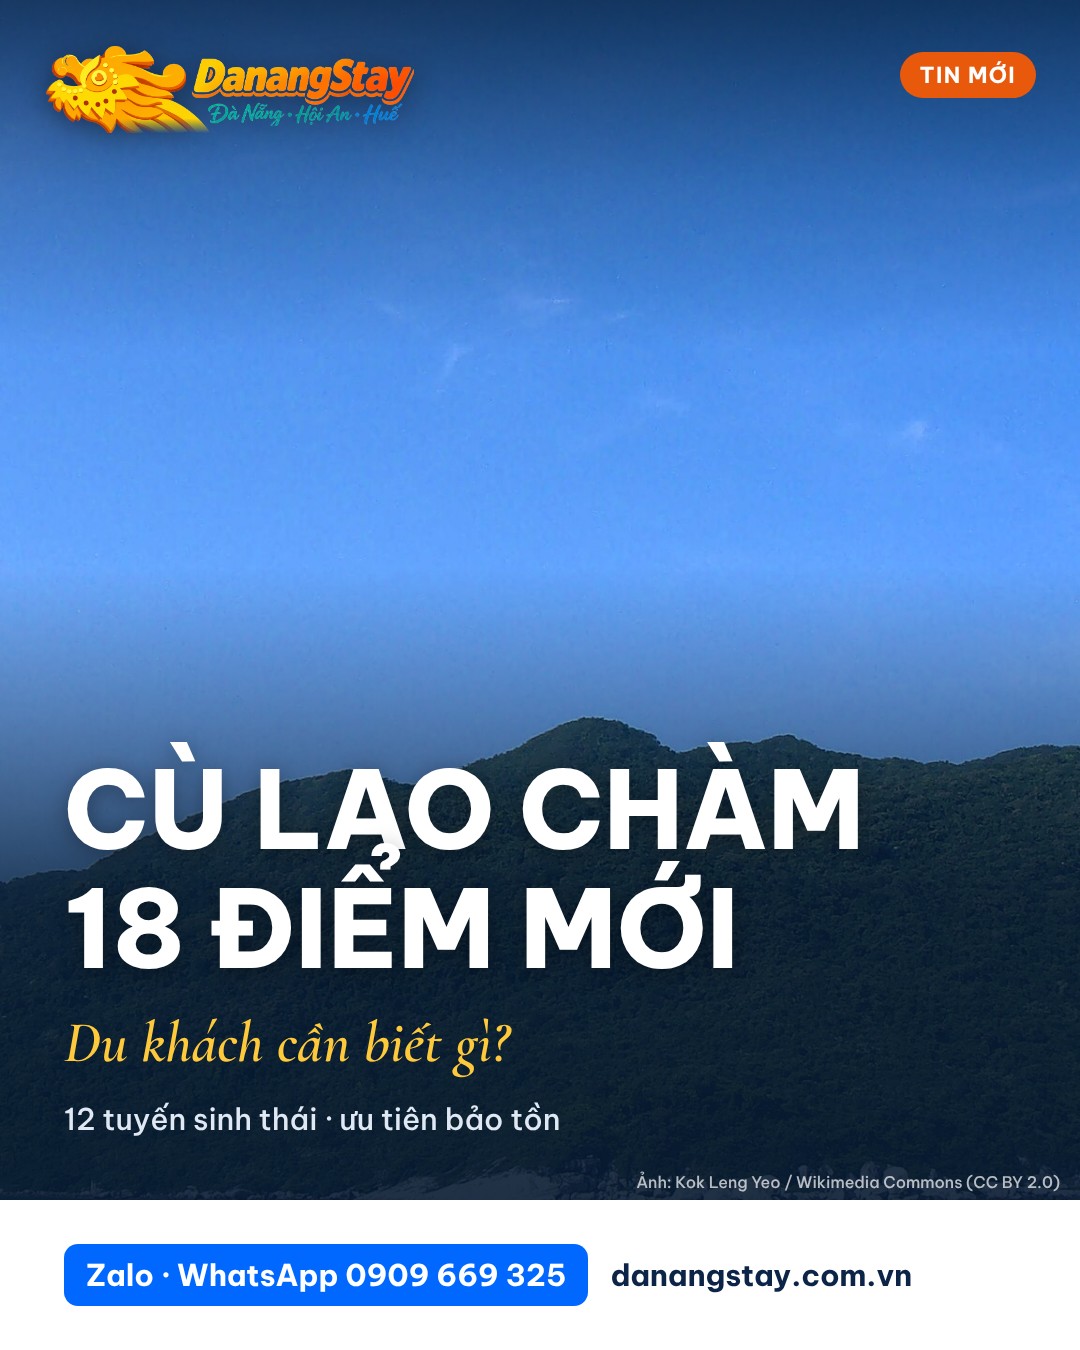 DanangStay
Đà Nẵng · Hội An · Huế
TIN MỚI
CÙ LAO CHÀM
18 ĐIỂM MỚI
Du khách cần biết gì?
12 tuyến sinh thái · ưu tiên bảo tồn
Ảnh: Kok Leng Yeo / Wikimedia Commons (CC BY 2.0)
Zalo · WhatsApp 0909 669 325
danangstay.com.vn